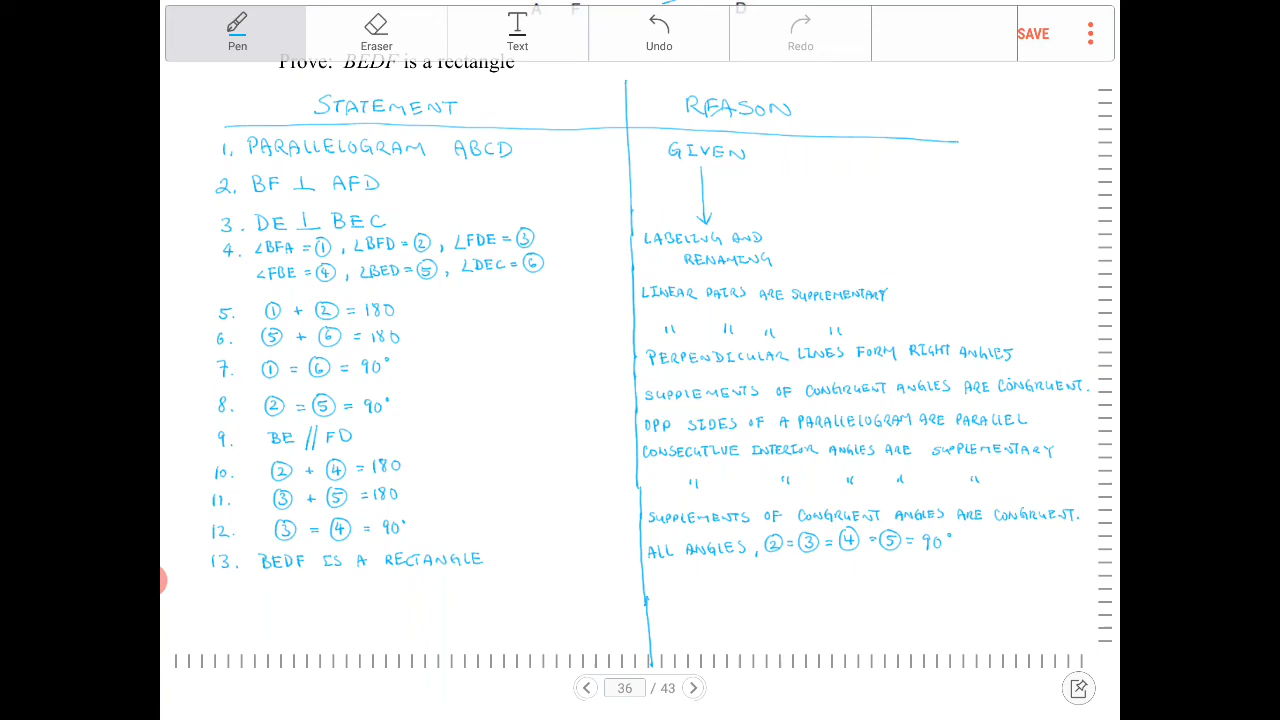 A F D
Pen
Eraser
Text
Undo
Redo
SAVE
Prove: BEDF is a rectangle
STATEMENT
REASON
1. PARALLELOGRAM ABCD
GIVEN
2. BF ⊥ AFD
3. DE ⊥ BEC
4. ∠BFA = ①, ∠BFD = ②, ∠FDE = ③
∠FBE = ④, ∠BED = ⑤, ∠DEC = ⑥
LABELING AND
RENAMING
5. ① + ② = 180
LINEAR PAIRS ARE SUPPLEMENTARY
6. ⑤ + ⑥ = 180
" " " "
7. ① = ⑥ = 90°
PERPENDICULAR LINES FORM RIGHT ANGLES
8. ② = ⑤ = 90°
SUPPLEMENTS OF CONGRUENT ANGLES ARE CONGRUENT.
9. BE // FD
OPP SIDES OF A PARALLELOGRAM ARE PARALLEL
10. ② + ④ = 180
CONSECUTIVE INTERIOR ANGLES ARE SUPPLEMENTARY
11. ③ + ⑤ = 180
" " " " "
12. ③ = ④ = 90°
SUPPLEMENTS OF CONGRUENT ANGLES ARE CONGRUENT.
13. BEDF IS A RECTANGLE
ALL ANGLES, ② = ③ = ④ = ⑤ = 90°
36 / 43